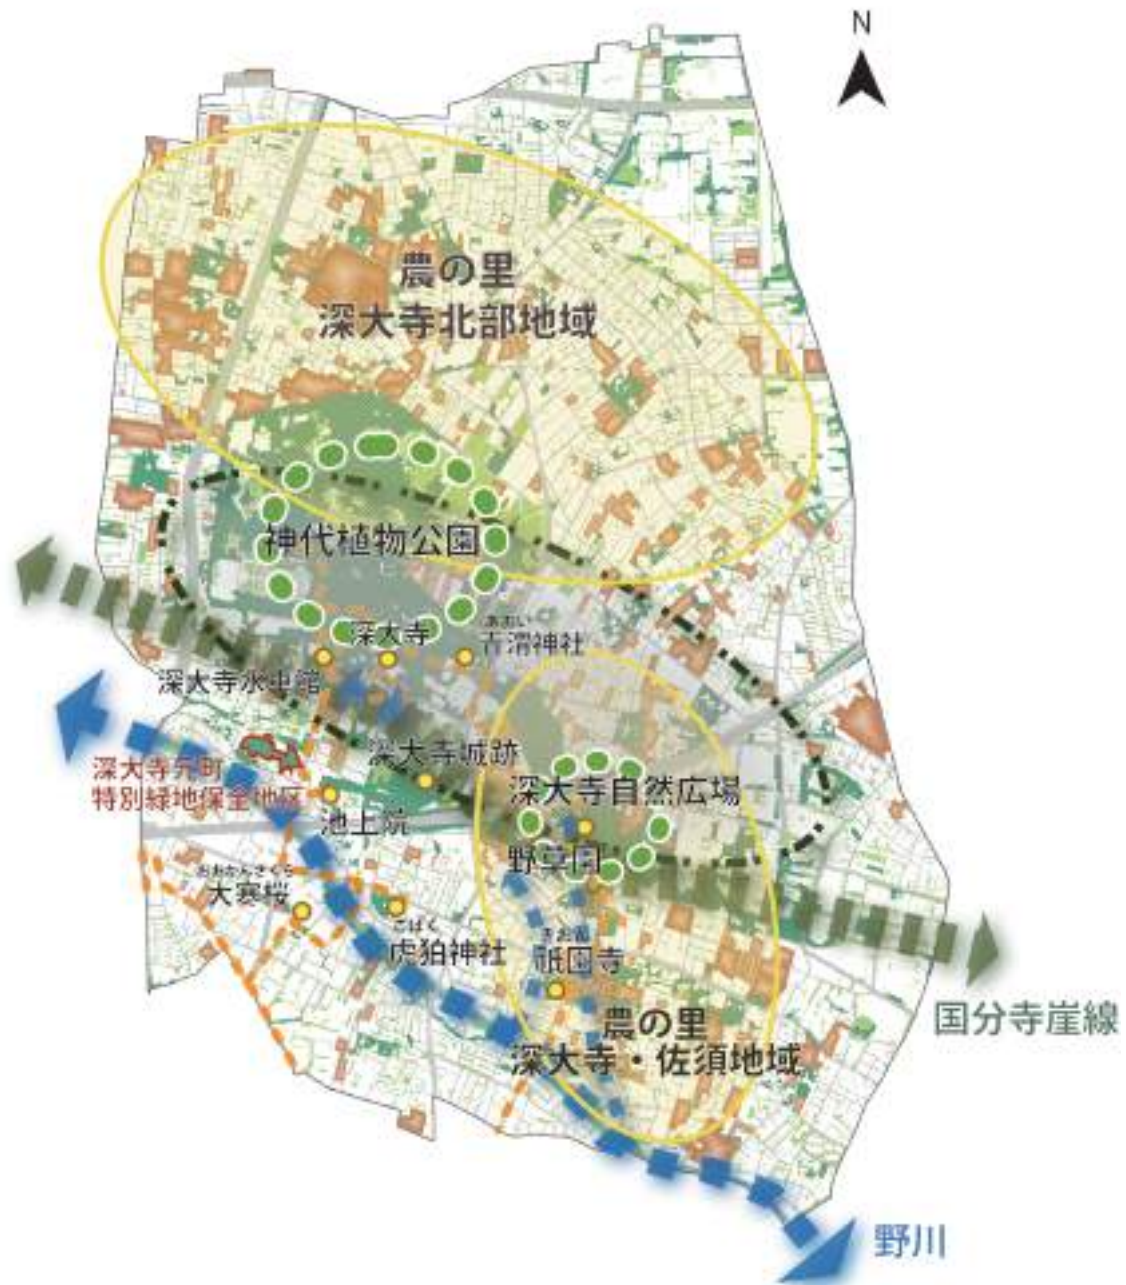 N
農の里
深大寺北部地域
神代植物公園
深大寺
あおい
青渭神社
深大寺水車館
深大寺城跡
深大寺元町
特別緑地保全地区
深大寺自然広場
池上院
野草園
おおかんざくら
大寒桜
こはく
虎狛神社
祇園寺
農の里
深大寺・佐須地域
国分寺崖線
野川